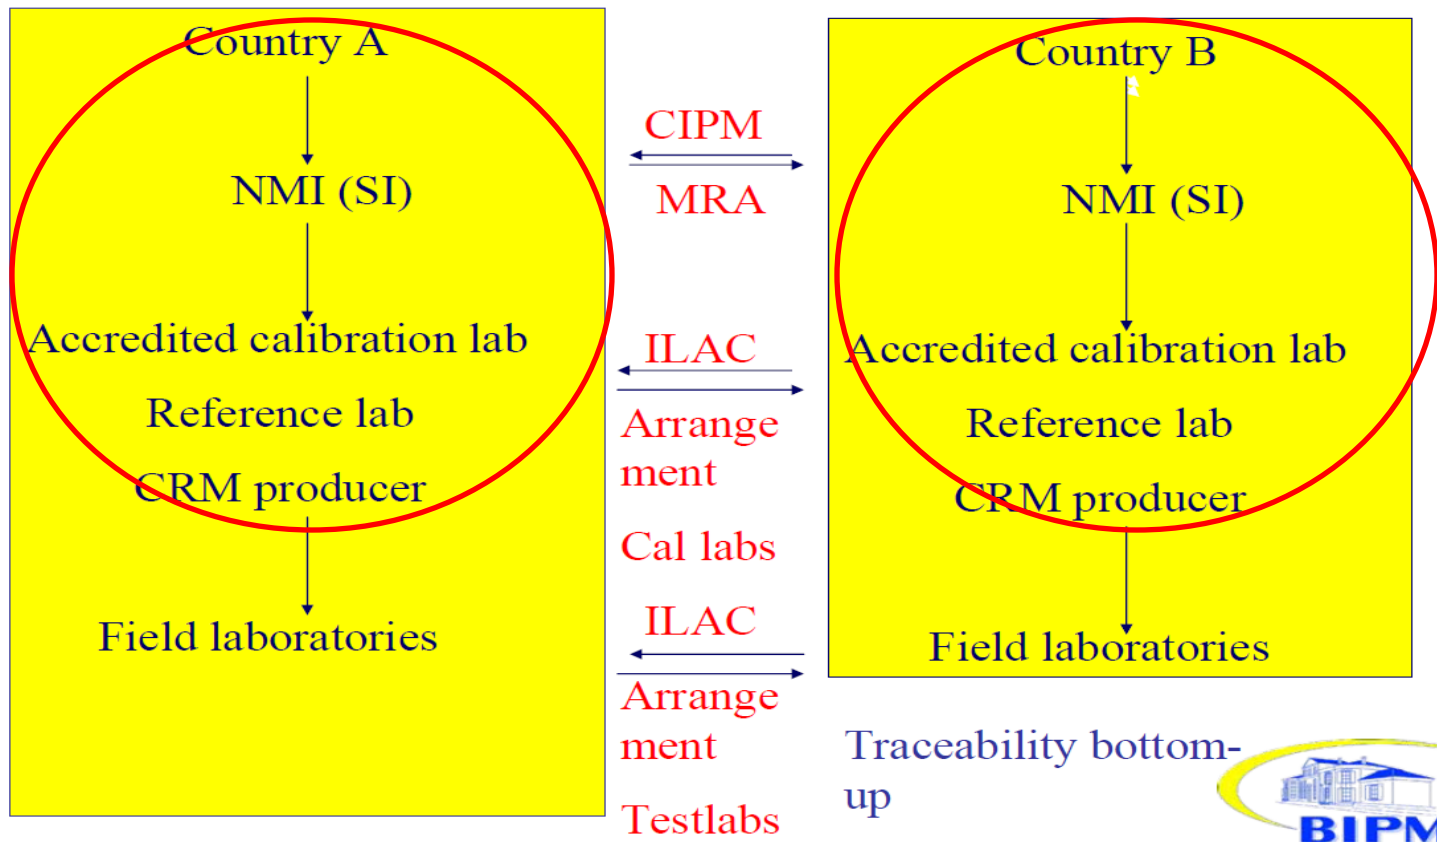 Country A
NMI (SI)
Accredited calibration lab
Reference lab
CRM producer
Field laboratories
CIPM
MRA
ILAC
Arrange
ment
Cal labs
ILAC
Arrange
ment
Testlabs
Country B
NMI (SI)
Accredited calibration lab
Reference lab
CRM producer
Field laboratories
Traceability bottom-
up
BIPM